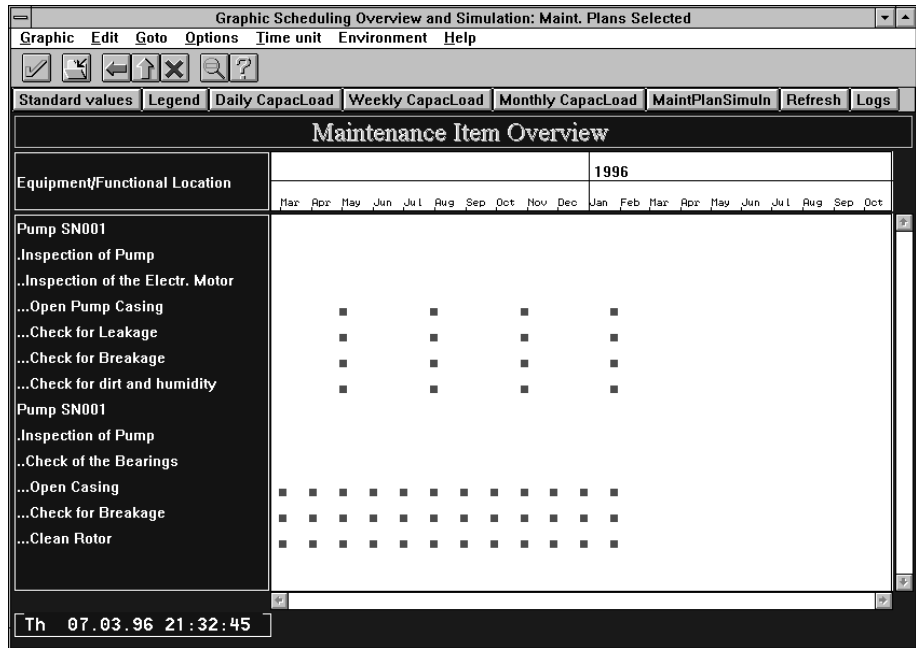 Graphic Scheduling Overview and Simulation: Maint. Plans Selected
Graphic Edit Goto Options Time unit Environment Help
Standard values Legend Daily CapacLoad Weekly CapacLoad Monthly CapacLoad MaintPlanSimuln Refresh Logs
Maintenance Item Overview
1996
Equipment/Functional Location
Mar Apr May Jun Jul Aug Sep Oct Nov Dec Jan Feb Mar Apr May Jun Jul Aug Sep Oct
Pump SN001
.Inspection of Pump
..Inspection of the Electr. Motor
...Open Pump Casing
...Check for Leakage
...Check for Breakage
...Check for dirt and humidity
Pump SN001
.Inspection of Pump
..Check of the Bearings
...Open Casing
...Check for Breakage
...Clean Rotor
Th 07.03.96 21:32:45